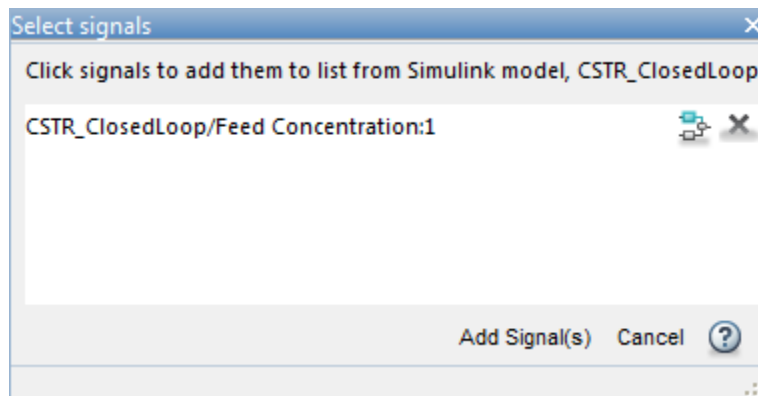 Select signals
Click signals to add them to list from Simulink model, CSTR_ClosedLoop
CSTR_ClosedLoop/Feed Concentration:1
Add Signal(s) Cancel ?